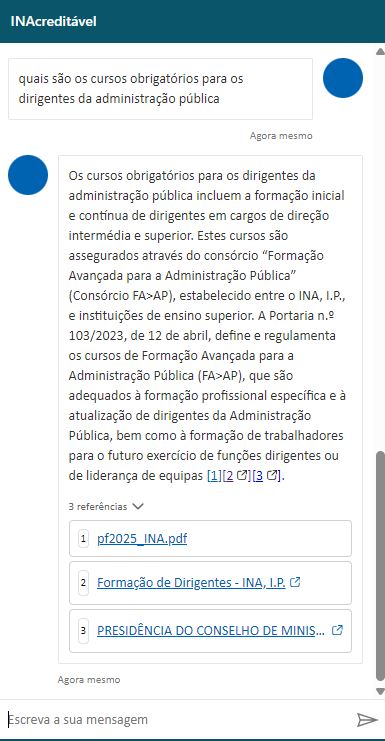 INAcreditável
quais são os cursos obrigatórios para os
dirigentes da administração pública
Agora mesmo
Os cursos obrigatórios para os dirigentes da
administração pública incluem a formação inicial
e contínua de dirigentes em cargos de direção
intermédia e superior. Estes cursos são
assegurados através do consórcio “Formação
Avançada para a Administração Pública”
(Consórcio FA>AP), estabelecido entre o INA, I.P.,
e instituições de ensino superior. A Portaria n.º
103/2023, de 12 de abril, define e regulamenta
os cursos de Formação Avançada para a
Administração Pública (FA>AP), que são
adequados à formação profissional específica e à
atualização de dirigentes da Administração
Pública, bem como à formação de trabalhadores
para o futuro exercício de funções dirigentes ou
de liderança de equipas [1][2][3].
3 referências
1 pf2025_INA.pdf
2 Formação de Dirigentes - INA, I.P.
3 PRESIDÊNCIA DO CONSELHO DE MINIS...
Agora mesmo
Escreva a sua mensagem